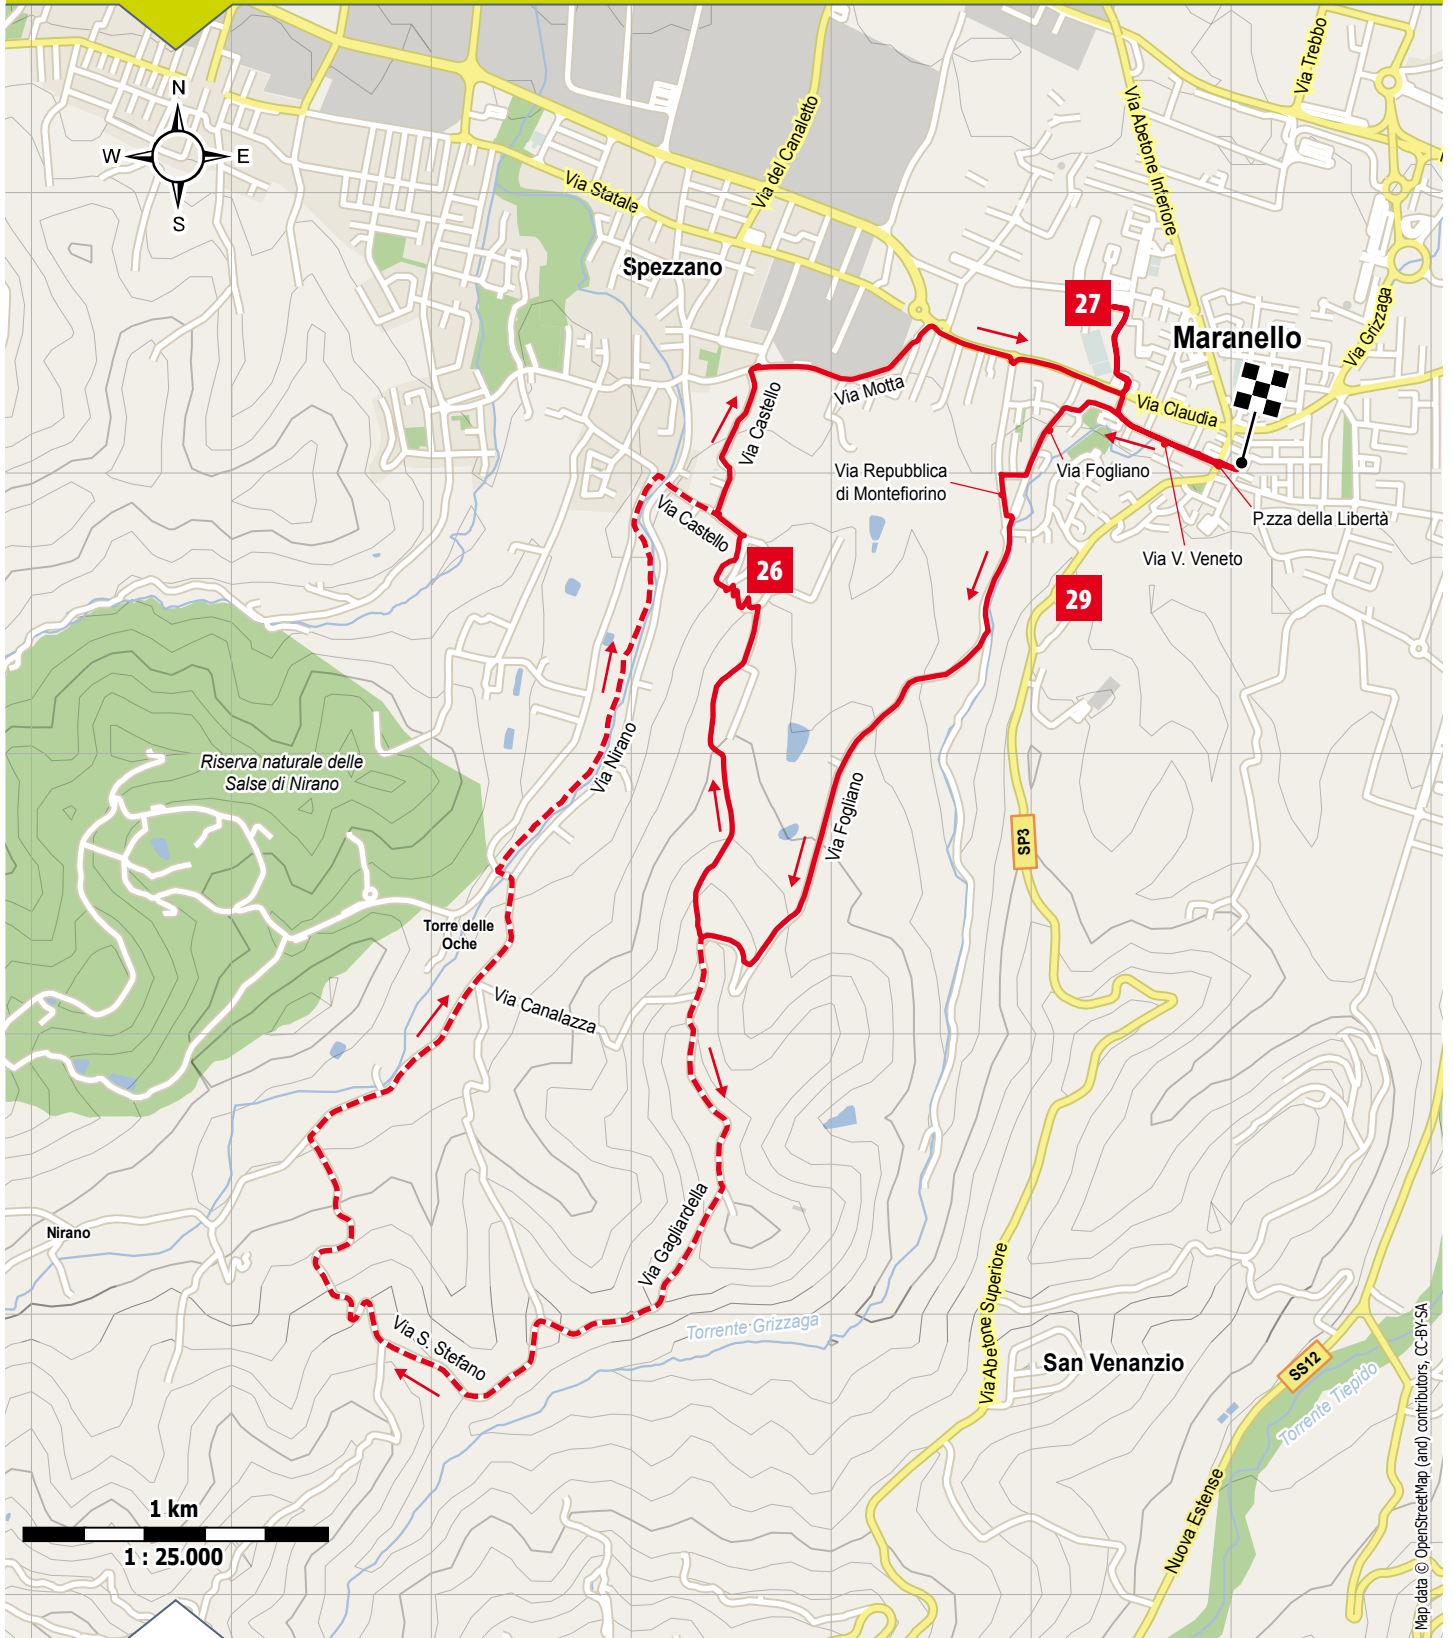 Via Trebbo
N
W
E
S
Via Abetone Inferiore
Via del Canaletto
Via Statale
Spezzano
27
Maranello
Via Grizzaga
Via Claudia
Via Motta
Via Castello
Via Repubblica
di Montefiorino
Via Fogliano
P.zza della Libertà
Via V. Veneto
Via Castello
26
29
Via Nirano
Riserva naturale delle
Salse di Nirano
Via Fogliano
SP3
Torre delle
Oche
Via Canalazza
Via Gagliardella
Nirano
Via S. Stefano
Torrente Grizzaga
Via Abetone Superiore
San Venanzio
SS12
Torrente Tiepido
Nuova Estense
1 km
1 : 25.000
Map data © OpenStreetMap (and) contributors, CC-BY-SA